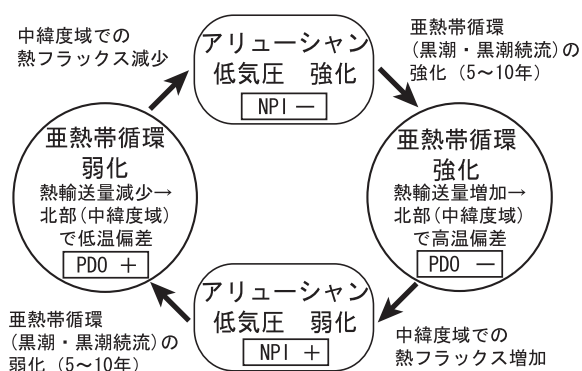 中緯度域での
熱フラックス減少
アリューシャン
低気圧 強化
NPI －
亜熱帯循環
(黒潮・黒潮続流)の
強化（5～10年）
亜熱帯循環
弱化
熱輸送量減少→
北部(中緯度域)
で低温偏差
PDO ＋
亜熱帯循環
強化
熱輸送量増加→
北部(中緯度域)
で高温偏差
PDO －
アリューシャン
低気圧 弱化
NPI ＋
亜熱帯循環
(黒潮・黒潮続流)の
弱化（5～10年）
中緯度域での
熱フラックス増加